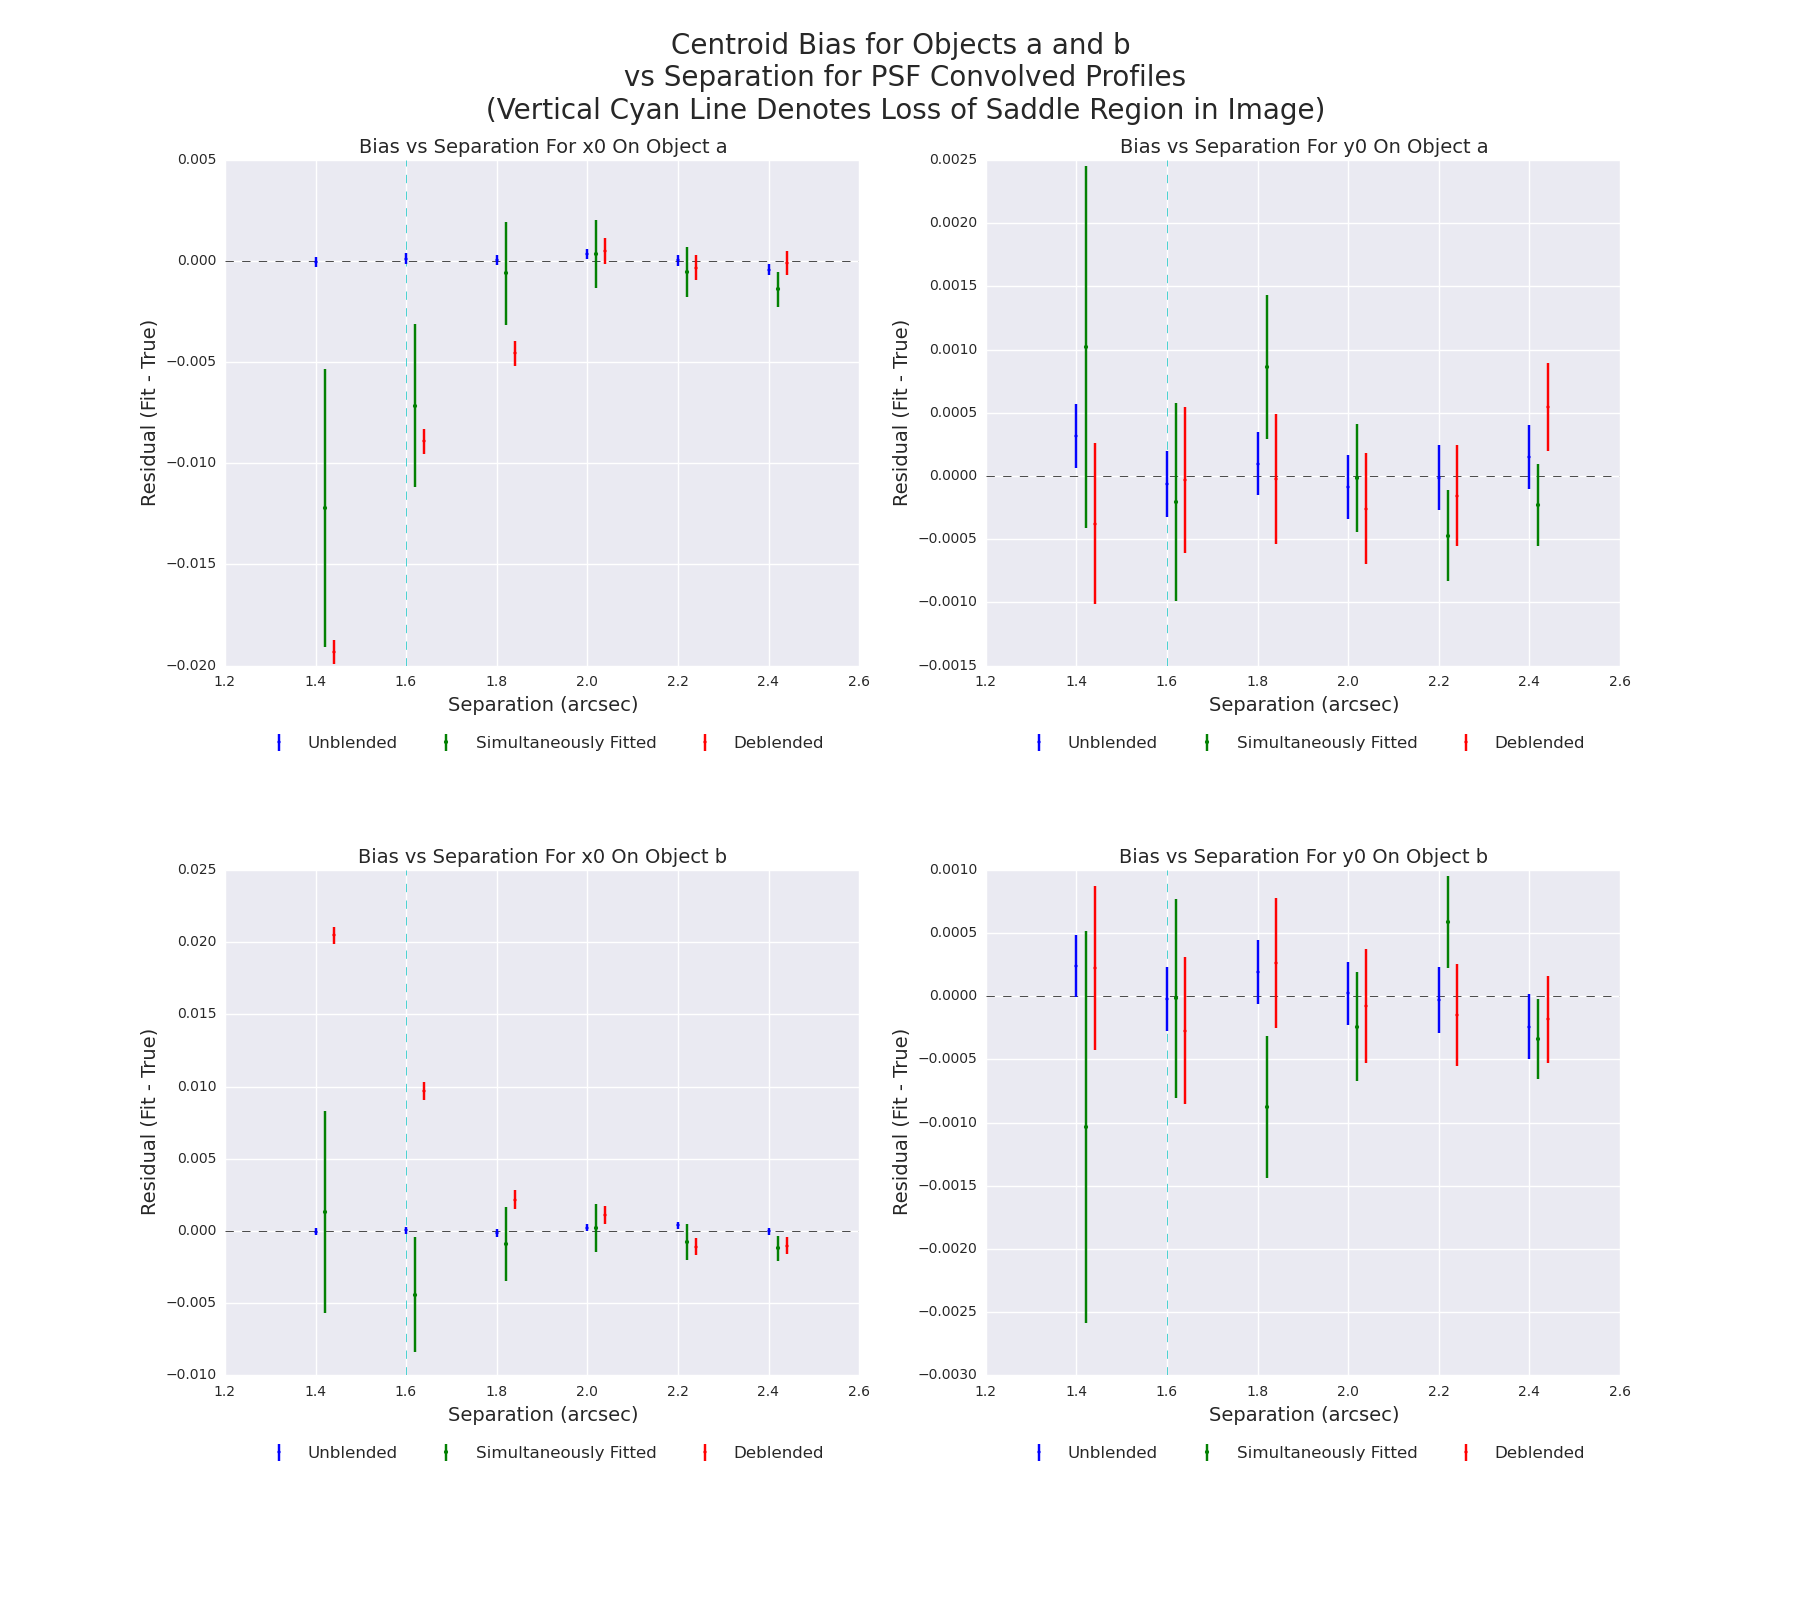 Centroid Bias for Objects a and b
vs Separation for PSF Convolved Profiles
(Vertical Cyan Line Denotes Loss of Saddle Region in Image)
Bias vs Separation For x0 On Object a
0.005
0.000
−0.005
−0.010
−0.015
−0.020
Residual (Fit - True)
1.2 1.4 1.6 1.8 2.0 2.2 2.4 2.6
Separation (arcsec)
Unblended Simultaneously Fitted Deblended
Bias vs Separation For y0 On Object a
0.0025
0.0020
0.0015
0.0010
0.0005
0.0000
−0.0005
−0.0010
−0.0015
Residual (Fit - True)
1.2 1.4 1.6 1.8 2.0 2.2 2.4 2.6
Separation (arcsec)
Unblended Simultaneously Fitted Deblended
Bias vs Separation For x0 On Object b
0.025
0.020
0.015
0.010
0.005
0.000
−0.005
−0.010
Residual (Fit - True)
1.2 1.4 1.6 1.8 2.0 2.2 2.4 2.6
Separation (arcsec)
Unblended Simultaneously Fitted Deblended
Bias vs Separation For y0 On Object b
0.0010
0.0005
0.0000
−0.0005
−0.0010
−0.0015
−0.0020
−0.0025
−0.0030
Residual (Fit - True)
1.2 1.4 1.6 1.8 2.0 2.2 2.4 2.6
Separation (arcsec)
Unblended Simultaneously Fitted Deblended